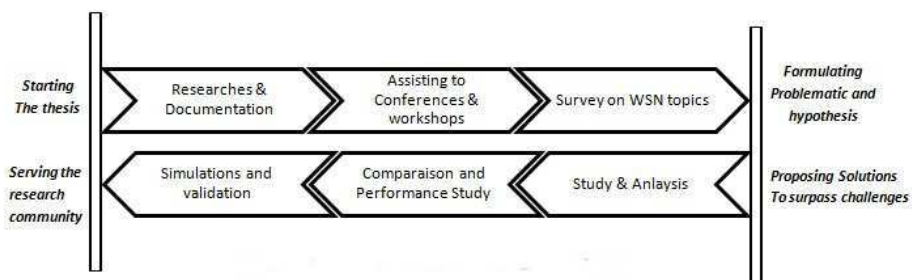 Starting
The thesis
Researches &
Documentation
Assisting to
Conferences &
workshops
Survey on WSN topics
Formulating
Problematic and
hypothesis
Serving the
research
community
Simulations and
validation
Comparaison and
Performance Study
Study & Anlaysis
Proposing Solutions
To surpass challenges